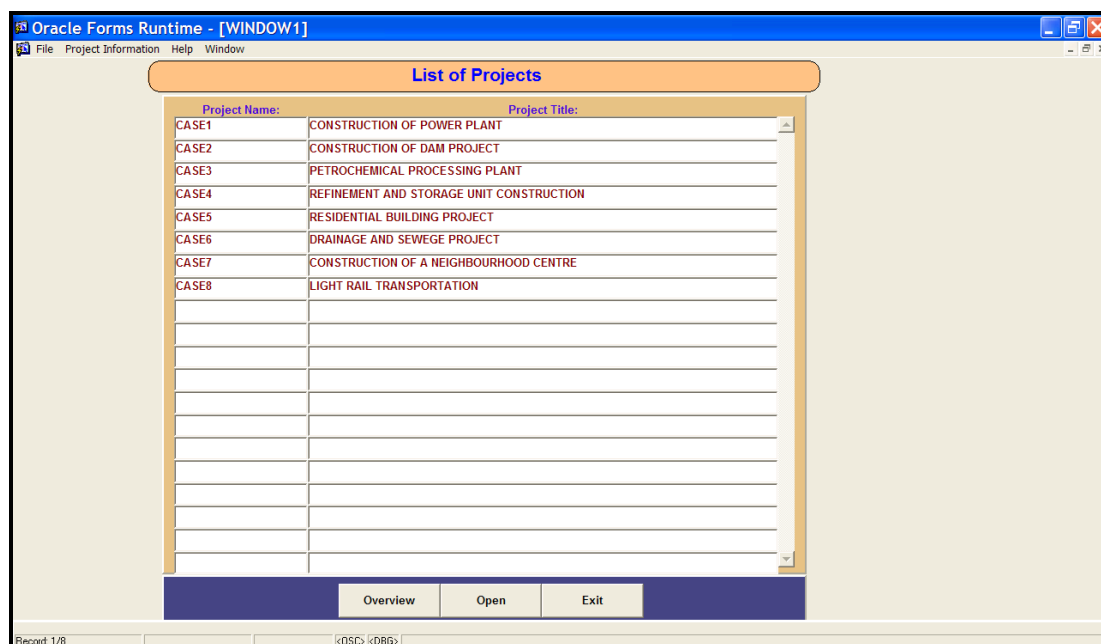 Oracle Forms Runtime - [WINDOW1]
File Project Information Help Window
List of Projects
Project Name: Project Title:
CASE1 CONSTRUCTION OF POWER PLANT
CASE2 CONSTRUCTION OF DAM PROJECT
CASE3 PETROCHEMICAL PROCESSING PLANT
CASE4 REFINEMENT AND STORAGE UNIT CONSTRUCTION
CASE5 RESIDENTIAL BUILDING PROJECT
CASE6 DRAINAGE AND SEWEGE PROJECT
CASE7 CONSTRUCTION OF A NEIGHBOURHOOD CENTRE
CASE8 LIGHT RAIL TRANSPORTATION
Overview Open Exit
Record: 1/8 <OSC> <DBG>